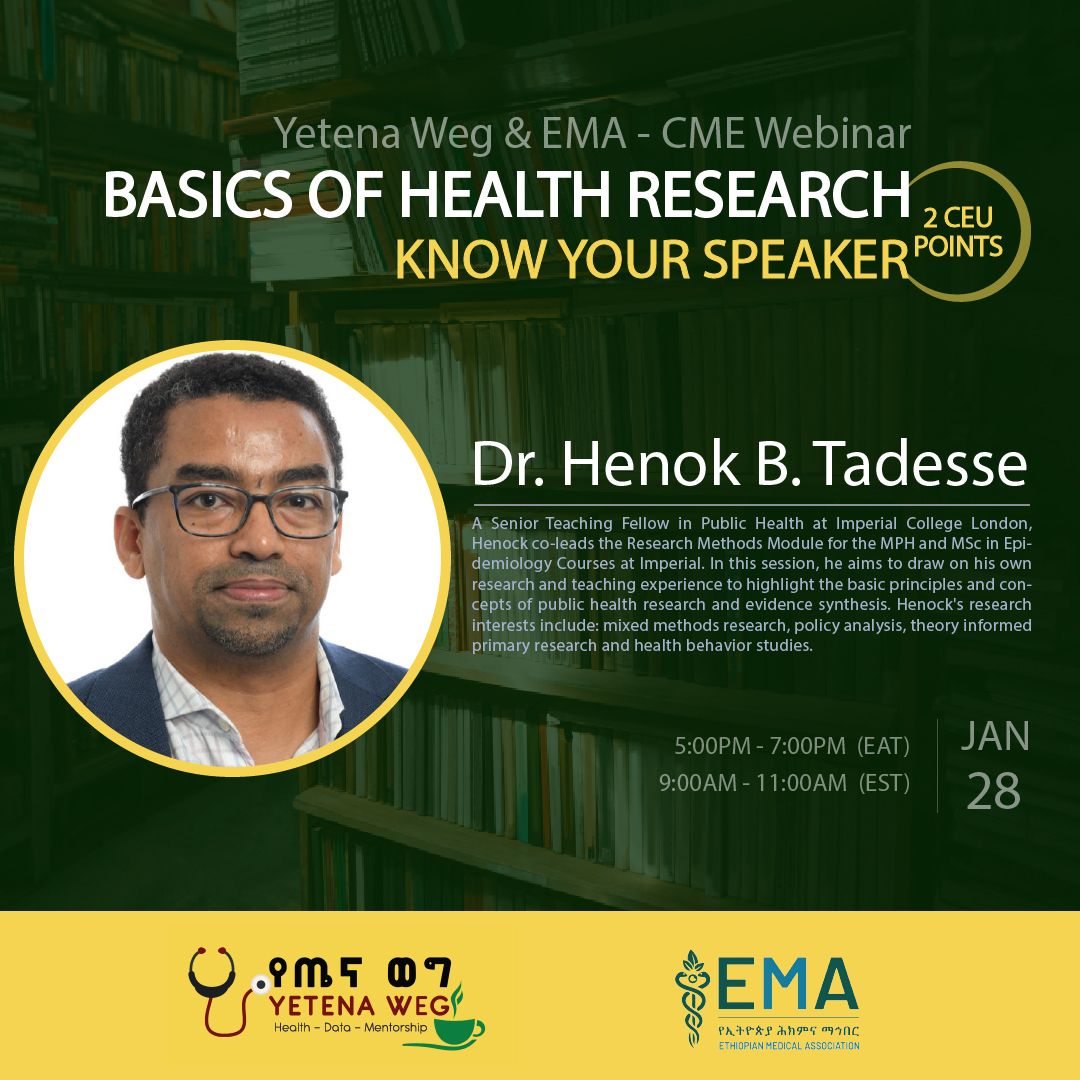 Yetena Weg & EMA - CME Webinar
BASICS OF HEALTH RESEARCH
KNOW YOUR SPEAKER
2 CEU
POINTS
Dr. Henok B. Tadesse
A Senior Teaching Fellow in Public Health at Imperial College London,
Henock co-leads the Research Methods Module for the MPH and MSc in Epi-
demiology Courses at Imperial. In this session, he aims to draw on his own
research and teaching experience to highlight the basic principles and con-
cepts of public health research and evidence synthesis. Henock's research
interests include: mixed methods research, policy analysis, theory informed
primary research and health behavior studies.
5:00PM - 7:00PM (EAT)
9:00AM - 11:00AM (EST)
JAN
28
የጤና ወግ
YETENA WEG
Health – Data – Mentorship
EMA
የኢትዮጵያ ሕክምና ማኅበር
ETHIOPIAN MEDICAL ASSOCIATION